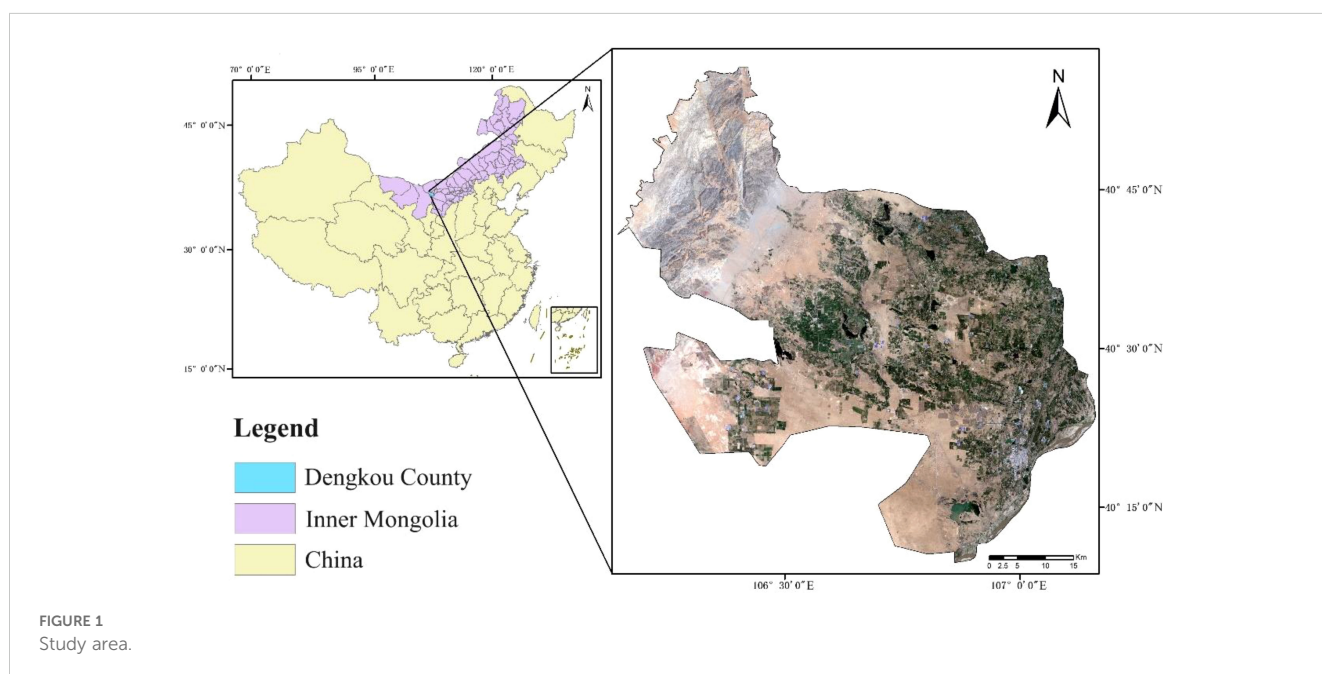 70° 0′0″E
95° 0′0″E
120° 0′0″E
N
45° 0′0″N
30° 0′0″N
15° 0′0″N
N
40° 45′0″N
40° 30′0″N
40° 15′0″N
Km
0 2.5 5 10 15
106° 30′0″E
107° 0′0″E
Legend
Dengkou County
Inner Mongolia
China
FIGURE 1
Study area.